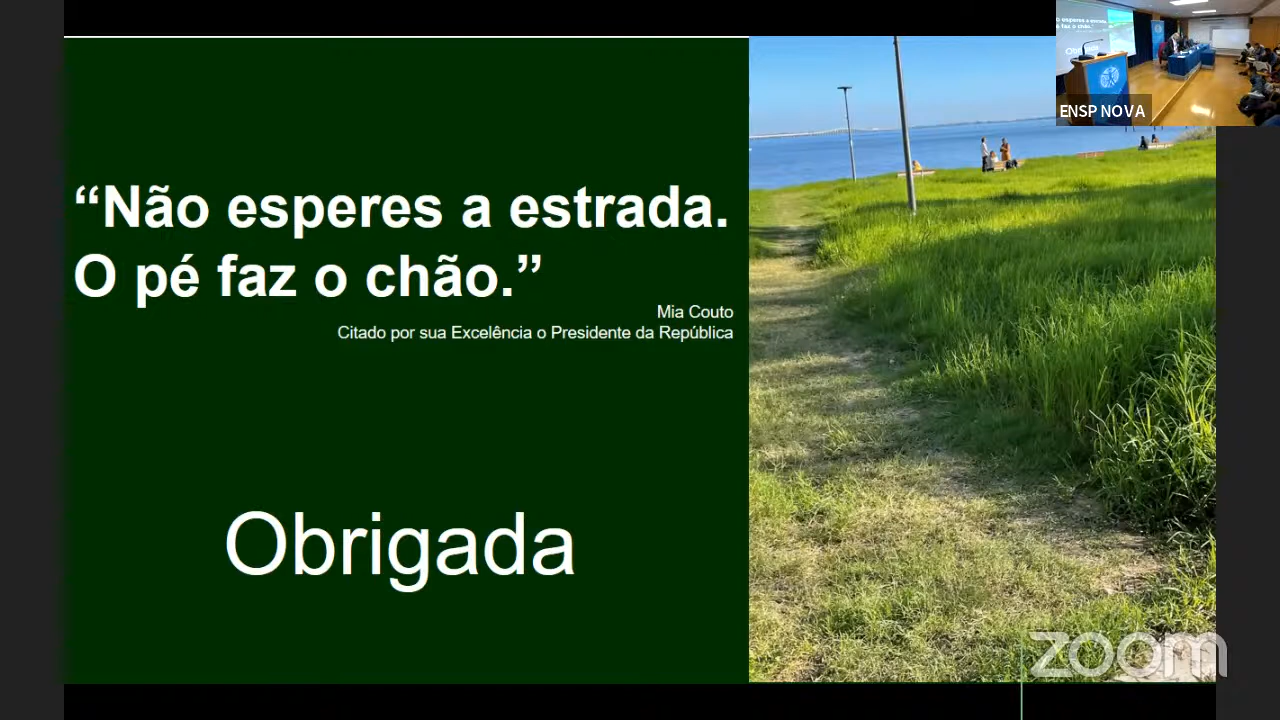 “Não esperes a estrada.
O pé faz o chão.”
Mia Couto
Citado por sua Excelência o Presidente da República
Obrigada
ENSP NOVA
zoom